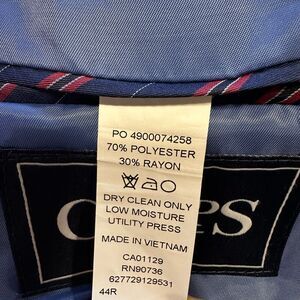 PO 4900074258
70% POLYESTER
30% RAYON
DRY CLEAN ONLY
LOW MOISTURE
UTILITY PRESS
MADE IN VIETNAM
CA01129
RN90736
627729129531
44R